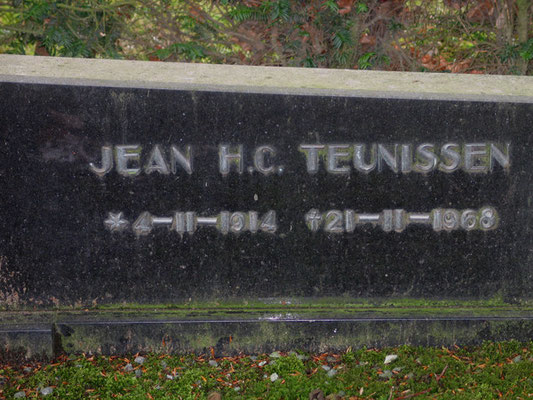 JEAN H.C. TEUNISSEN
* 4-11-1914 † 21-11-1968